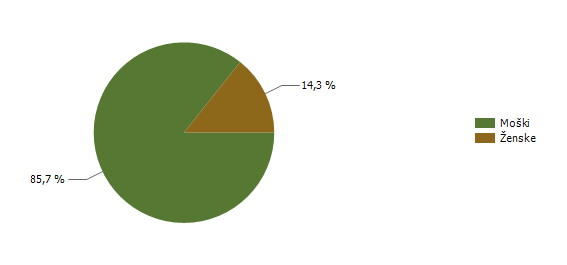 14,3 %
85,7 %
Moški
Ženske